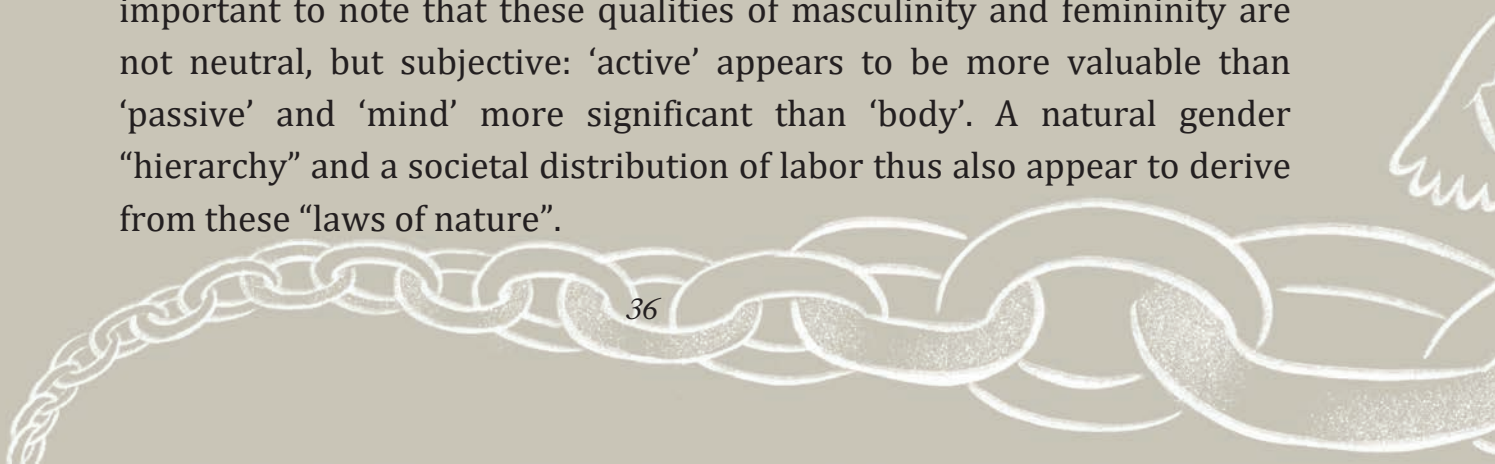 important to note that these qualities of masculinity and femininity are
not neutral, but subjective: ‘active’ appears to be more valuable than
‘passive’ and ‘mind’ more significant than ‘body’. A natural gender
“hierarchy” and a societal distribution of labor thus also appear to derive
from these “laws of nature”.
36